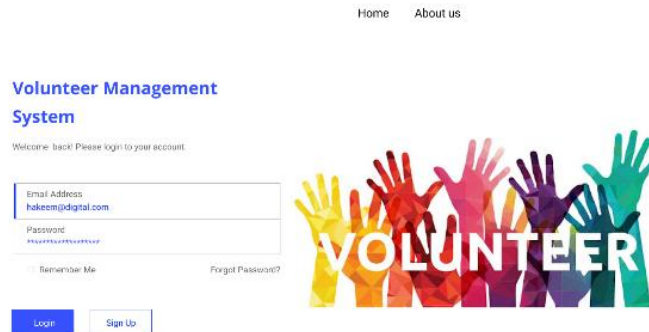 Home About us
Volunteer Management
System
Welcome back! Please login to your account.
Email Address
hakeem@digital.com
Password
********************
Remember Me Forgot Password?
VOLUNTEER
Login Sign Up